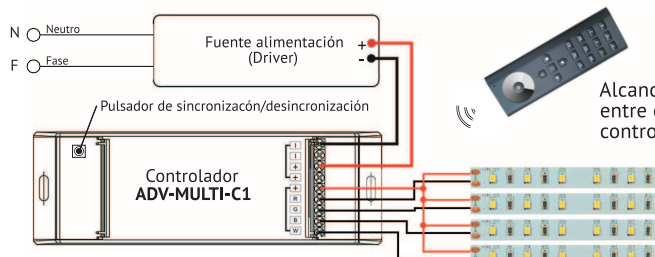 N Neutro
F Fase
Fuente alimentación
(Driver)
+
-
Pulsador de sincronizacón/desincronización
Controlador
ADV-MULTI-C1
I
I
+
+
+
R
G
B
W
Alcanc
entre
contro